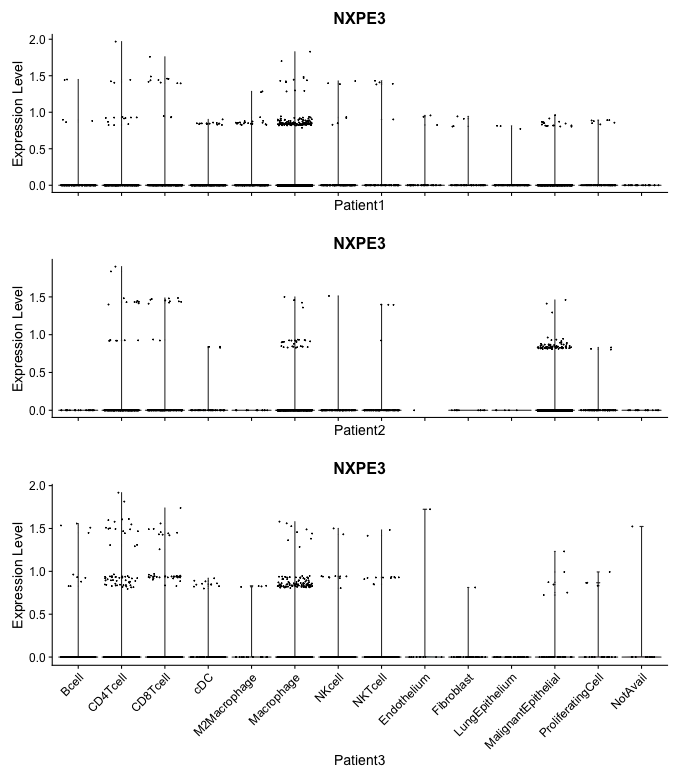 NXPE3
Expression Level
2.0
1.5
1.0
0.5
0.0
Patient1
NXPE3
Expression Level
1.5
1.0
0.5
0.0
Patient2
NXPE3
Expression Level
2.0
1.5
1.0
0.5
0.0
Bcell
CD4Tcell
CD8Tcell
cDC
M2Macrophage
Macrophage
NKcell
NKTcell
Endothelium
Fibroblast
LungEpithelium
MalignantEpithelial
ProliferatingCell
NotAvail
Patient3